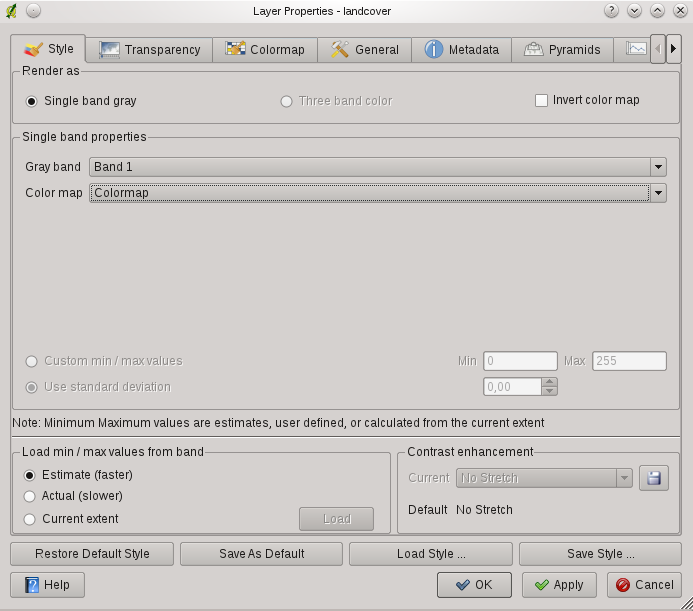 Layer Properties - landcover
Style Transparency Colormap General Metadata Pyramids
Render as
Single band gray Three band color Invert color map
Single band properties
Gray band Band 1
Color map Colormap
Custom min / max values Min 0 Max 255
Use standard deviation 0,00
Note: Minimum Maximum values are estimates, user defined, or calculated from the current extent
Load min / max values from band
Estimate (faster)
Actual (slower)
Current extent Load
Contrast enhancement
Current No Stretch
Default No Stretch
Restore Default Style Save As Default Load Style ... Save Style ...
Help OK Apply Cancel